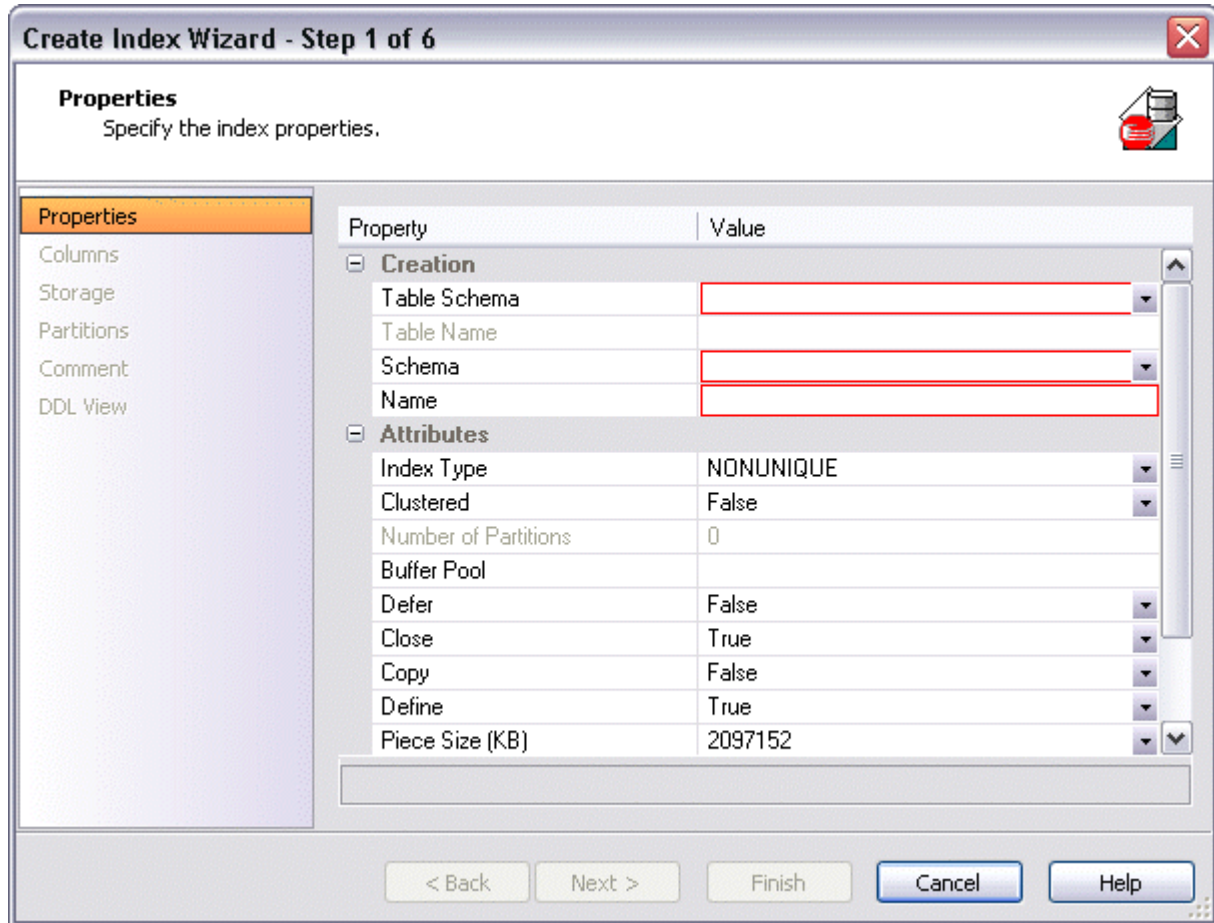 Create Index Wizard - Step 1 of 6
Properties
Specify the index properties.
Properties
Columns
Storage
Partitions
Comment
DDL View
Property Value
Creation
Table Schema
Table Name
Schema
Name
Attributes
Index Type NONUNIQUE
Clustered False
Number of Partitions 0
Buffer Pool
Defer False
Close True
Copy False
Define True
Piece Size (KB) 2097152
< Back Next > Finish Cancel Help